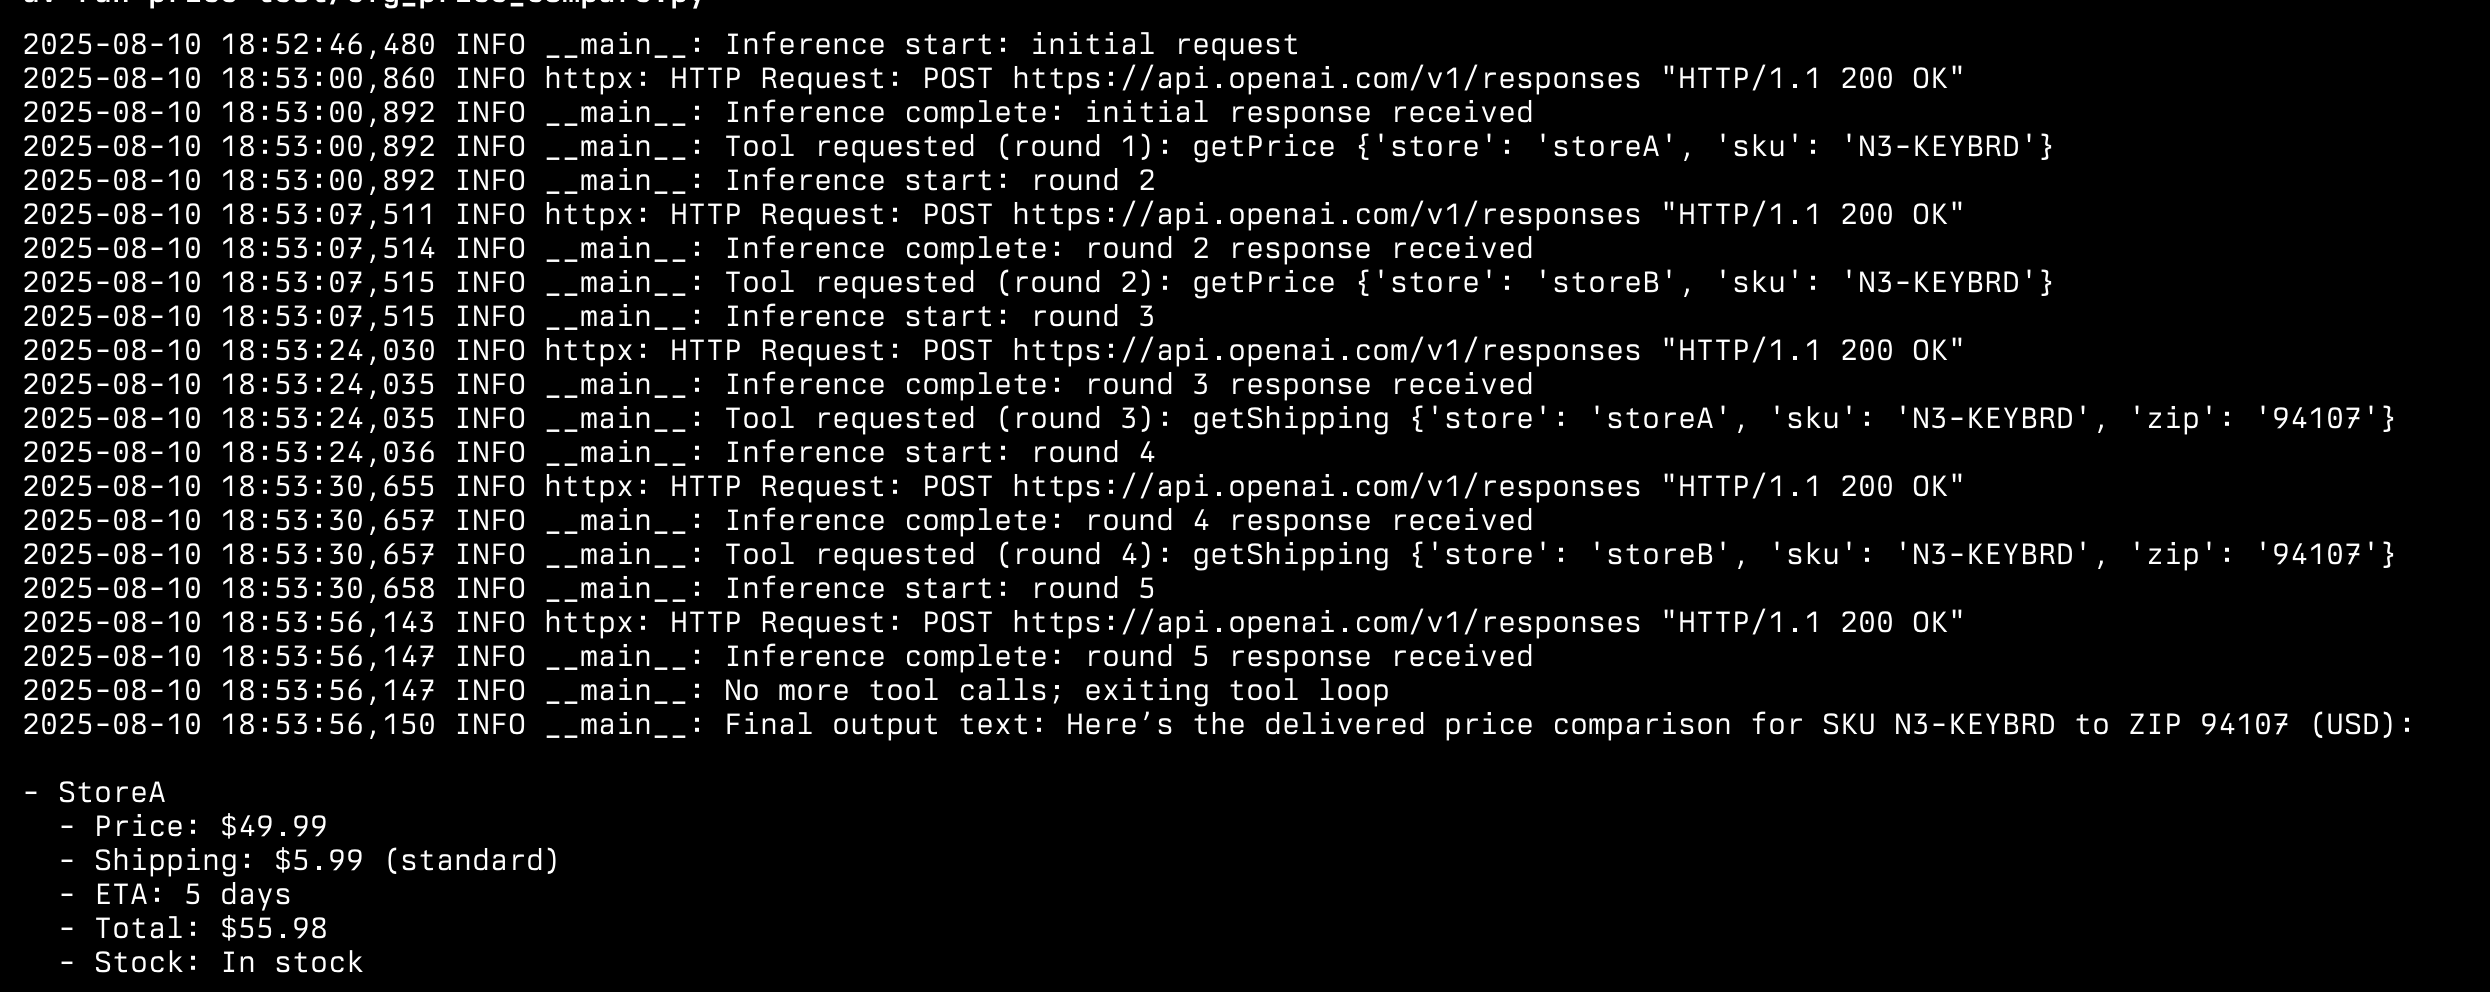 2025-08-10 18:52:46,480 INFO __main__: Inference start: initial request
2025-08-10 18:53:00,860 INFO httpx: HTTP Request: POST https://api.openai.com/v1/responses "HTTP/1.1 200 OK"
2025-08-10 18:53:00,892 INFO __main__: Inference complete: initial response received
2025-08-10 18:53:00,892 INFO __main__: Tool requested (round 1): getPrice {'store': 'storeA', 'sku': 'N3-KEYBRD'}
2025-08-10 18:53:00,892 INFO __main__: Inference start: round 2
2025-08-10 18:53:07,511 INFO httpx: HTTP Request: POST https://api.openai.com/v1/responses "HTTP/1.1 200 OK"
2025-08-10 18:53:07,514 INFO __main__: Inference complete: round 2 response received
2025-08-10 18:53:07,515 INFO __main__: Tool requested (round 2): getPrice {'store': 'storeB', 'sku': 'N3-KEYBRD'}
2025-08-10 18:53:07,515 INFO __main__: Inference start: round 3
2025-08-10 18:53:24,030 INFO httpx: HTTP Request: POST https://api.openai.com/v1/responses "HTTP/1.1 200 OK"
2025-08-10 18:53:24,035 INFO __main__: Inference complete: round 3 response received
2025-08-10 18:53:24,035 INFO __main__: Tool requested (round 3): getShipping {'store': 'storeA', 'sku': 'N3-KEYBRD', 'zip': '94107'}
2025-08-10 18:53:24,036 INFO __main__: Inference start: round 4
2025-08-10 18:53:30,655 INFO httpx: HTTP Request: POST https://api.openai.com/v1/responses "HTTP/1.1 200 OK"
2025-08-10 18:53:30,657 INFO __main__: Inference complete: round 4 response received
2025-08-10 18:53:30,657 INFO __main__: Tool requested (round 4): getShipping {'store': 'storeB', 'sku': 'N3-KEYBRD', 'zip': '94107'}
2025-08-10 18:53:30,658 INFO __main__: Inference start: round 5
2025-08-10 18:53:56,143 INFO httpx: HTTP Request: POST https://api.openai.com/v1/responses "HTTP/1.1 200 OK"
2025-08-10 18:53:56,147 INFO __main__: Inference complete: round 5 response received
2025-08-10 18:53:56,147 INFO __main__: No more tool calls; exiting tool loop
2025-08-10 18:53:56,150 INFO __main__: Final output text: Here’s the delivered price comparison for SKU N3-KEYBRD to ZIP 94107 (USD):
- StoreA
- Price: $49.99
- Shipping: $5.99 (standard)
- ETA: 5 days
- Total: $55.98
- Stock: In stock